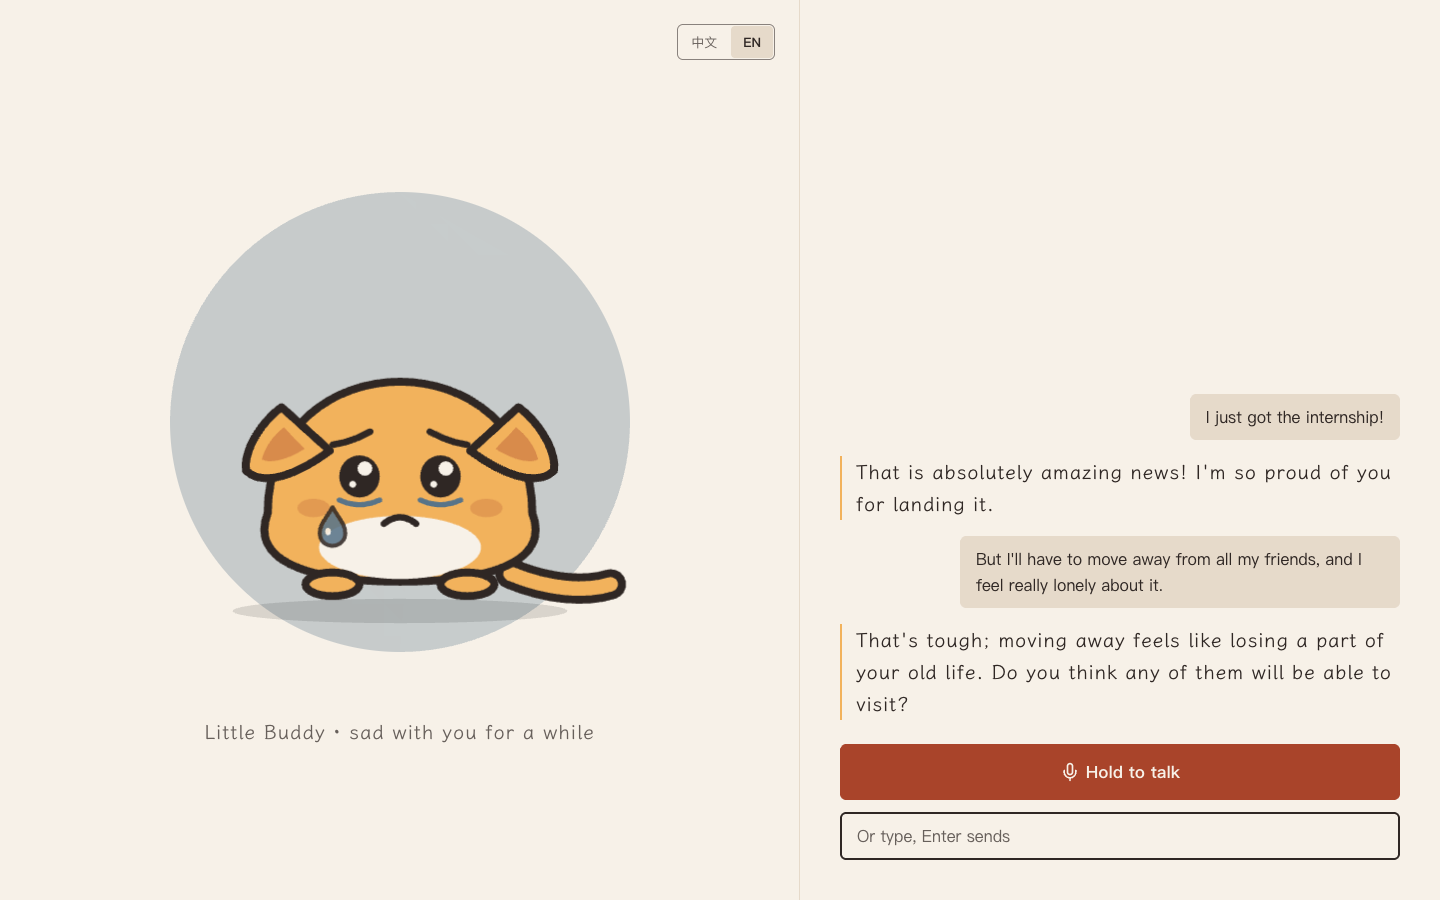 中文 EN
I just got the internship!
That is absolutely amazing news! I'm so proud of you
for landing it.
But I'll have to move away from all my friends, and I
feel really lonely about it.
That's tough; moving away feels like losing a part of
your old life. Do you think any of them will be able to
visit?
Little Buddy • sad with you for a while
Hold to talk
Or type, Enter sends